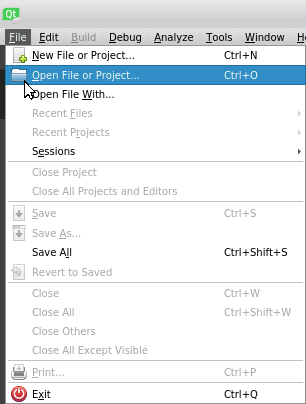 Qt
File Edit Build Debug Analyze Tools Window He
New File or Project... Ctrl+N
Open File or Project... Ctrl+O
Open File With...
Recent Files
Recent Projects
Sessions
Close Project
Close All Projects and Editors
Save Ctrl+S
Save As...
Save All Ctrl+Shift+S
Revert to Saved
Close Ctrl+W
Close All Ctrl+Shift+W
Close Others
Close All Except Visible
Print... Ctrl+P
Exit Ctrl+Q